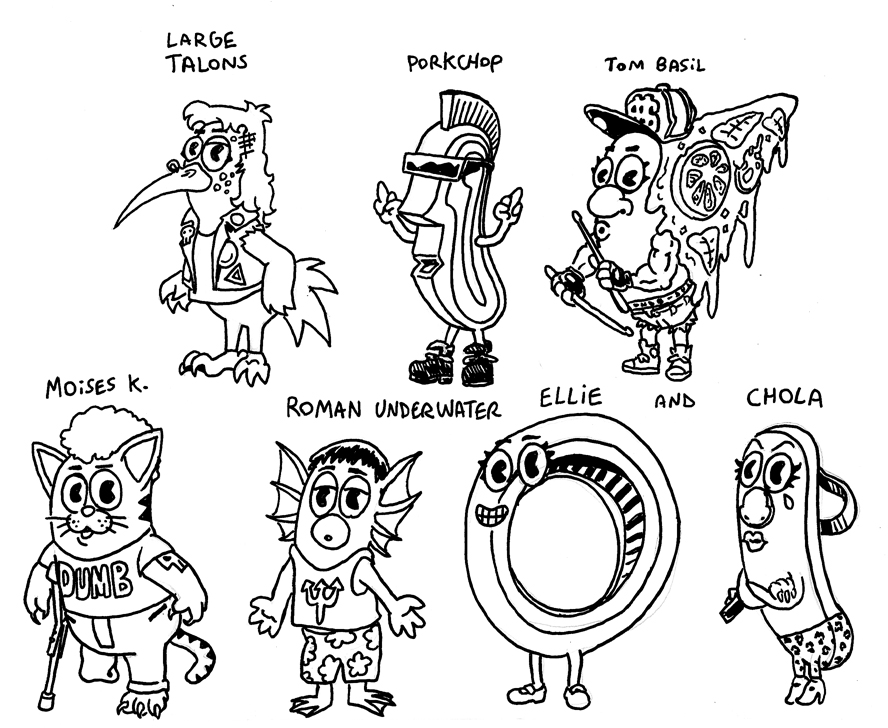 LARGE
TALONS
PORKCHOP
TOM BASIL
MOISES K.
ROMAN UNDERWATER
ELLIE AND CHOLA
DUMB